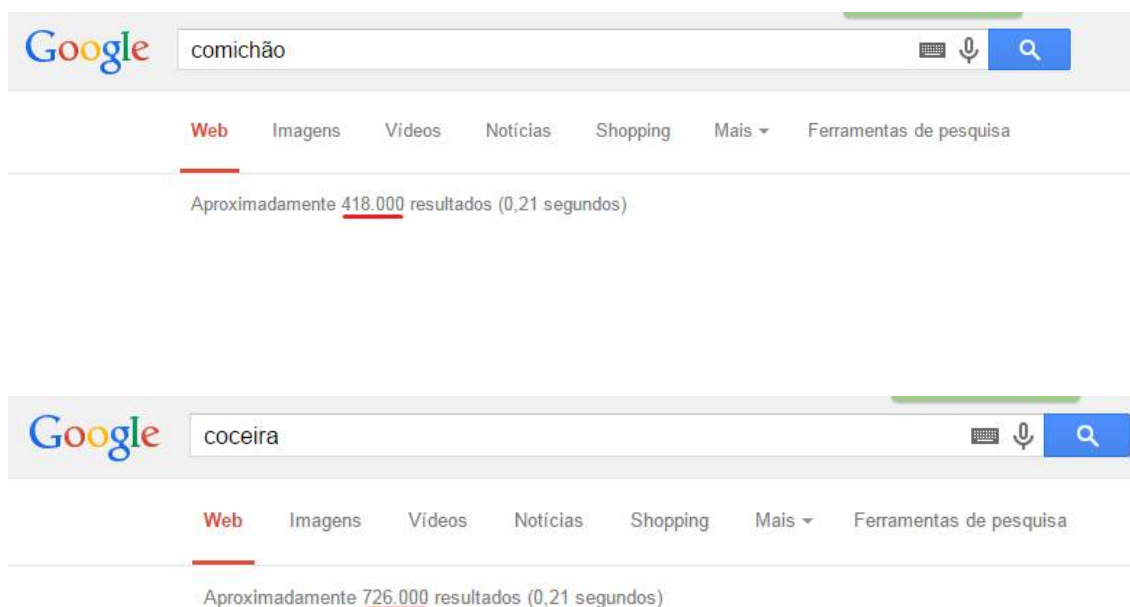 Google comichão
Web Imagens Vídeos Notícias Shopping Mais Ferramentas de pesquisa
Aproximadamente 418.000 resultados (0,21 segundos)
Google coceira
Web Imagens Vídeos Notícias Shopping Mais Ferramentas de pesquisa
Aproximadamente 726.000 resultados (0,21 segundos)